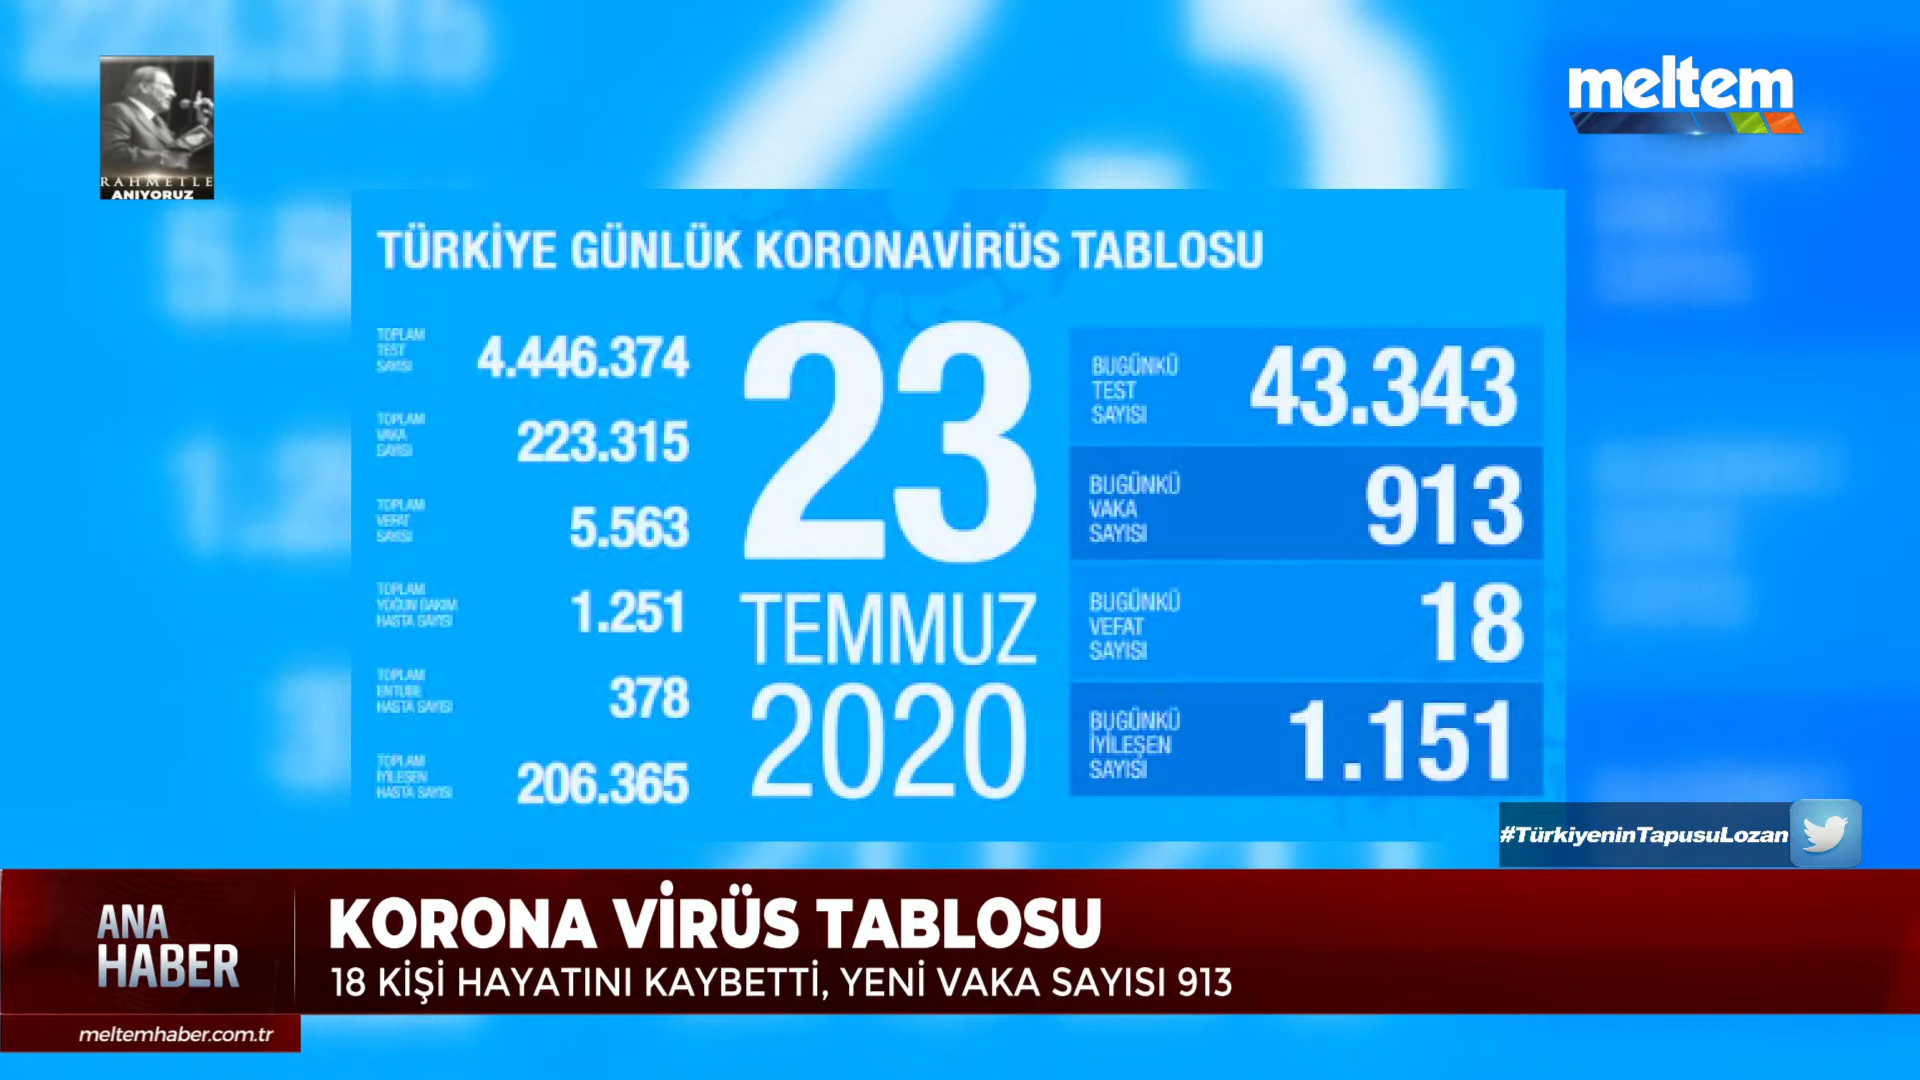 RAHMETLE
ANIYORUZ
meltem
TÜRKİYE GÜNLÜK KORONAVİRÜS TABLOSU
TOPLAM
TEST
SAYISI
4.446.374
TOPLAM
VAKA
SAYISI
223.315
TOPLAM
VEFAT
SAYISI
5.563
TOPLAM
YOĞUN BAKIM
HASTA SAYISI
1.251
TOPLAM
ENTUBE
HASTA SAYISI
378
TOPLAM
İYİLEŞEN
HASTA SAYISI
206.365
23
TEMMUZ
2020
BUGÜNKÜ
TEST
SAYISI
43.343
BUGÜNKÜ
VAKA
SAYISI
913
BUGÜNKÜ
VEFAT
SAYISI
18
BUGÜNKÜ
İYİLEŞEN
SAYISI
1.151
#TürkiyeninTapusuLozan
ANA
HABER
KORONA VİRÜS TABLOSU
18 KİŞİ HAYATINI KAYBETTİ, YENİ VAKA SAYISI 913
meltemhaber.com.tr